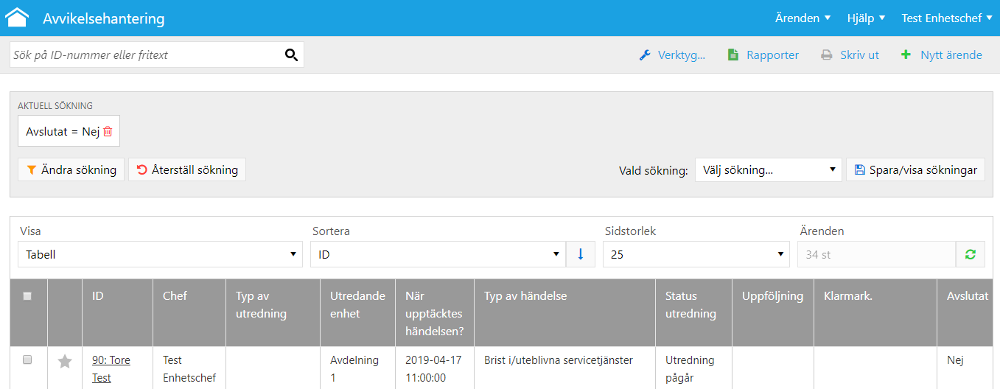 Avvikelsehantering
Ärenden
Hjälp
Test Enhetschef
Sök på ID-nummer eller fritext
Verktyg...
Rapporter
Skriv ut
Nytt ärende
AKTUELL SÖKNING
Avslutat = Nej
Ändra sökning
Återställ sökning
Vald sökning:
Välj sökning...
Spara/visa sökningar
Visa
Sortera
Sidstorlek
Ärenden
Tabell
ID
25
34 st
ID
Chef
Typ av
utredning
Utredande
enhet
När
upptäcktes
händelsen?
Typ av händelse
Status
utredning
Uppföljning
Klarmark.
Avslutat
90: Tore
Test
Test
Enhetschef
Avdelning
1
2019-04-17
11:00:00
Brist i/uteblivna servicetjänster
Utredning
pågår
Nej